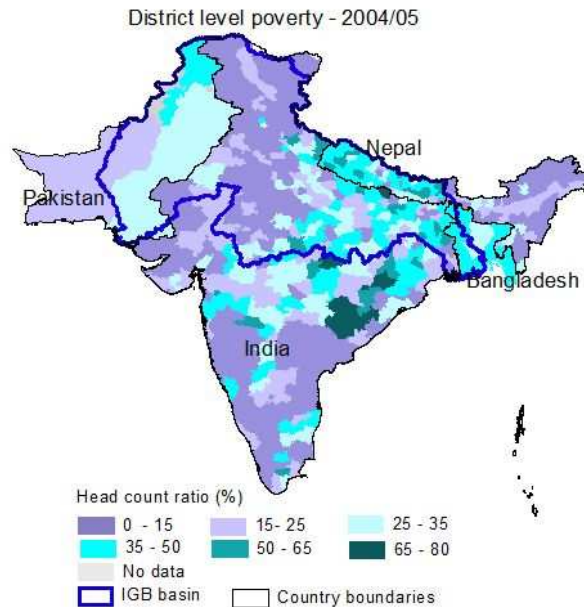 District level poverty - 2004/05
Nepal
Pakistan
Bangladesh
India
Head count ratio (%)
0 - 15
15- 25
25 - 35
35 - 50
50 - 65
65 - 80
No data
IGB basin
Country boundaries